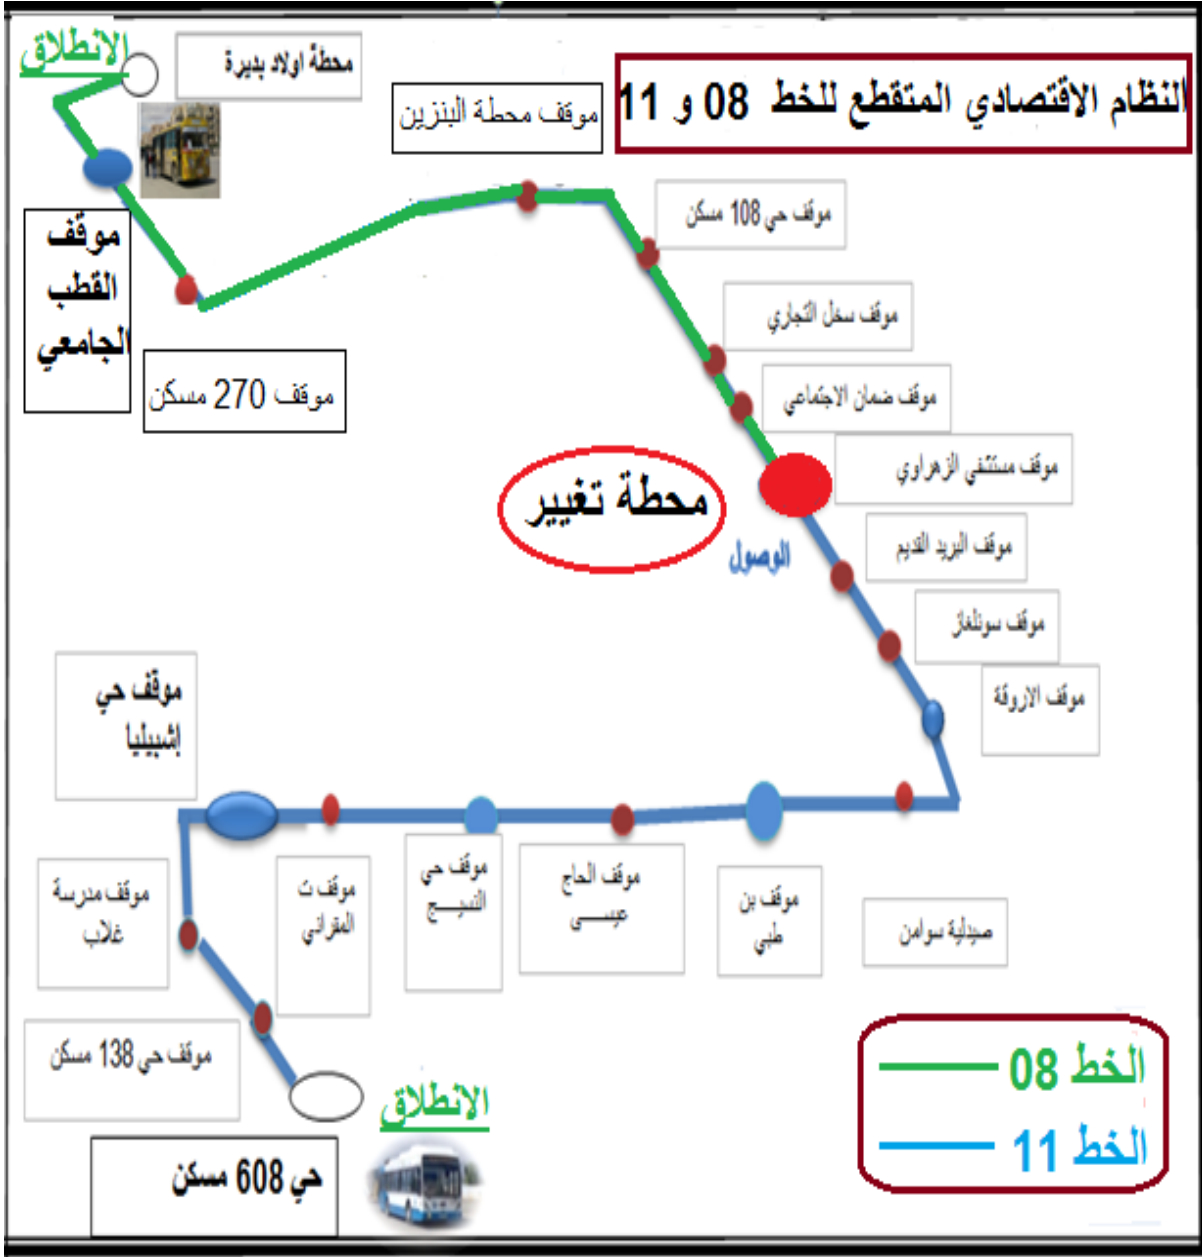 الانطلاق
محطة اولاد بديرة
موقف محطة البنزين
النظام الاقتصادي المتقطع للخط 08 و 11
موقف حي 108 مسكن
موقف
القطب
الجامعي
موقف سخل التجاري
موقف 270 مسكن
موقف ضمان الاجتماعي
موقف مستشفى الزهراوي
محطة تغيير
الوصول
موقف البريد القديم
موقف سونلغاز
موقف الاروقة
موقف حي
إشبيليا
موقف مدرسة
غلاب
موقف ت
المقراني
موقف حي
النسيـــج
موقف الحاج
عيســـى
موقف بن
طبي
صيدلية سوامن
موقف حي 138 مسكن
الانطلاق
حي 608 مسكن
الخط 08
الخط 11